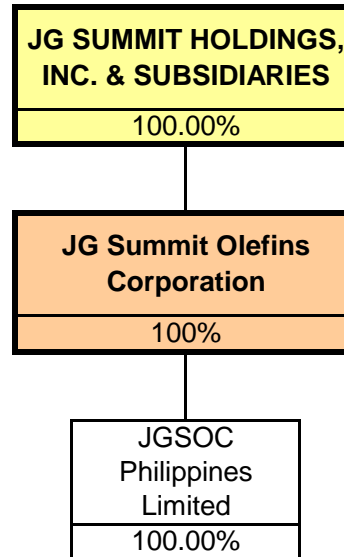 JG SUMMIT HOLDINGS,
INC. & SUBSIDIARIES
100.00%
JG Summit Olefins
Corporation
100%
JGSOC
Philippines
Limited
100.00%